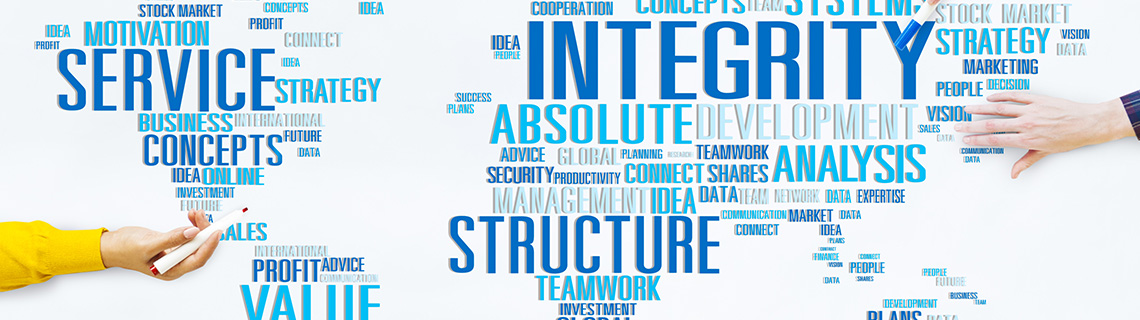 STOCK MARKET
CONCEPTS
IDEA
PROFIT
IDEA
MOTIVATION
PROFIT
CONNECT
SERVICE
IDEA
STRATEGY
BUSINESS
INTERNATIONAL
FUTURE
CONCEPTS
DATA
IDEA
ONLINE
INVESTMENT
FUTURE
SALES
INTERNATIONAL
PROFIT
ADVICE
COMMUNICATION
VALUE
COOPERATION
CONCEPTS
TEAM
SYSTEM
STOCK MARKET
IDEA
PEOPLE
INTEGRITY
STRATEGY
VISION
DATA
MARKETING
PEOPLE
DECISION
SUCCESS
PLANS
ABSOLUTE
DEVELOPMENT
VISION
SALES
DATA
ADVICE
GLOBAL
PLANNING
RESEARCH
TEAMWORK
ANALYSIS
COMMUNICATION
DATA
SECURITY
PRODUCTIVITY
CONNECT
SHARES
MANAGEMENT
IDEA
DATA
TEAM
NETWORK
DATA
EXPERTISE
STRUCTURE
COMMUNICATION
MARKET
DATA
CONNECT
IDEA
PLANS
CONTRACT
FINANCE
VISION
CONNECT
PEOPLE
DATA
SHARES
PEOPLE
FUTURE
TEAMWORK
INVESTMENT
GLOBAL
BUSINESS
TEAM
DEVELOPMENT
PLANS
DATA